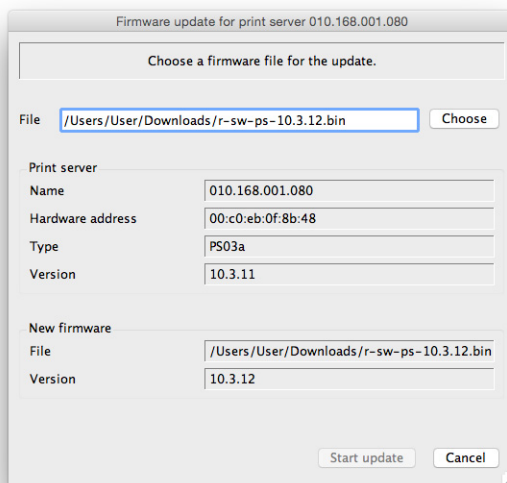 Firmware update for print server 010.168.001.080
Choose a firmware file for the update.
File /Users/User/Downloads/r-sw-ps-10.3.12.bin Choose
Print server
Name 010.168.001.080
Hardware address 00:c0:eb:0f:8b:48
Type PS03a
Version 10.3.11
New firmware
File /Users/User/Downloads/r-sw-ps-10.3.12.bin
Version 10.3.12
Start update Cancel